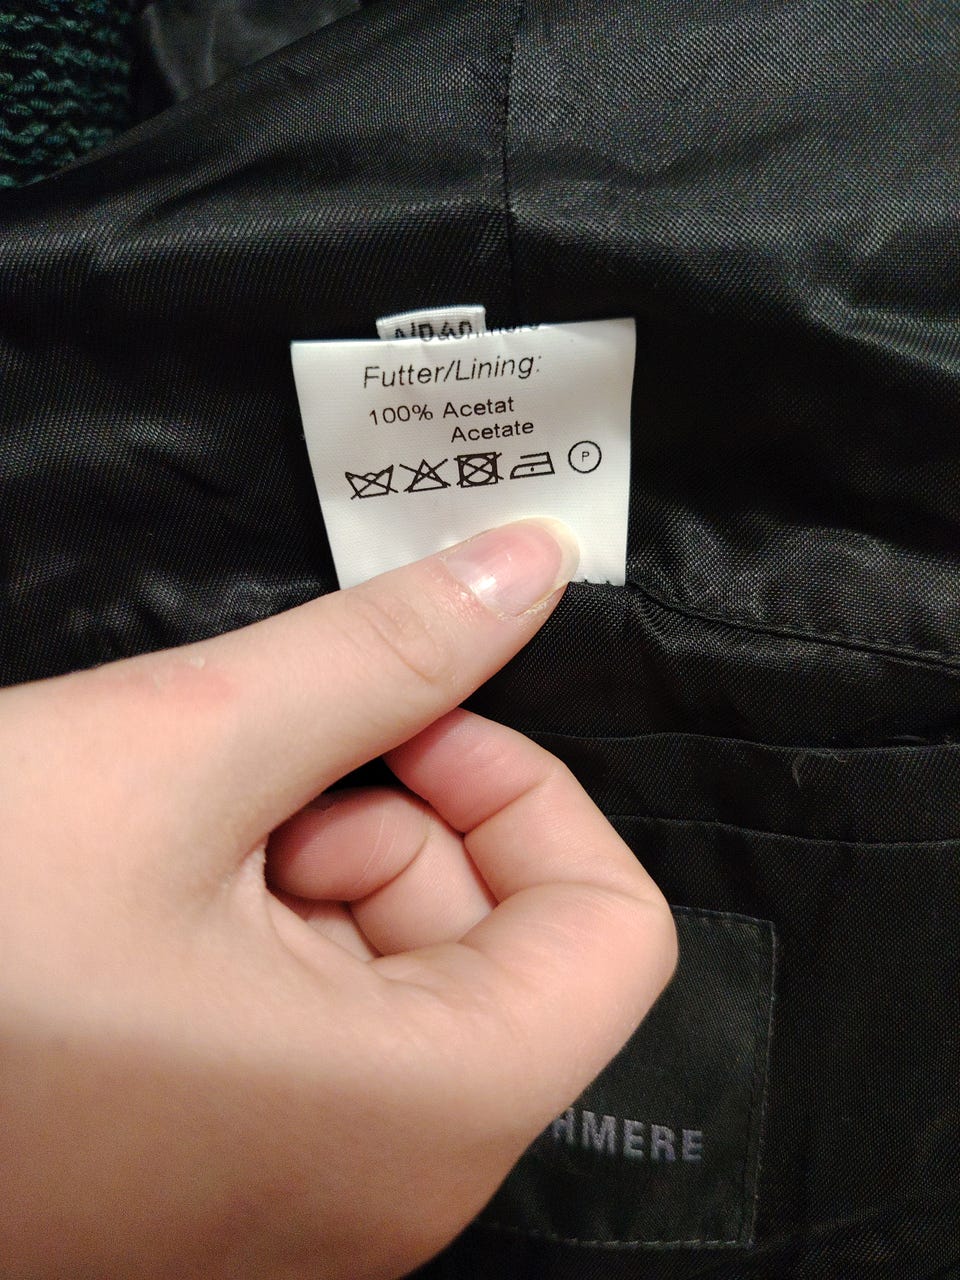 Futter/Lining:
100% Acetat
Acetate
P
HMERE